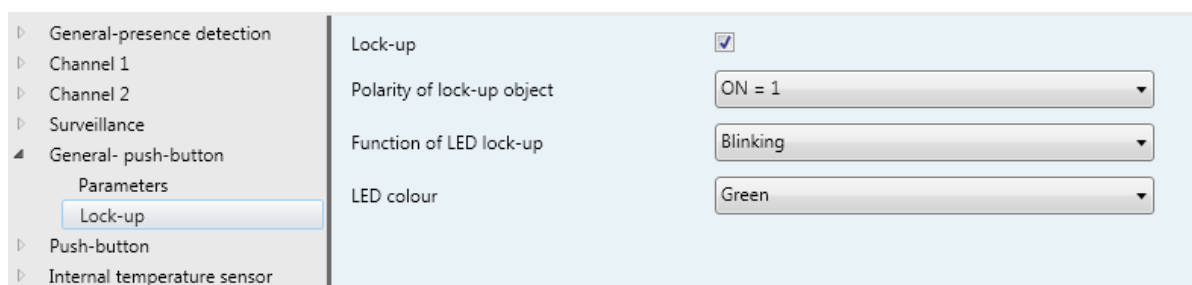 General-presence detection
Channel 1
Channel 2
Surveillance
General- push-button
Parameters
Lock-up
Push-button
Internal temperature sensor
Lock-up
Polarity of lock-up object ON = 1
Function of LED lock-up Blinking
LED colour Green